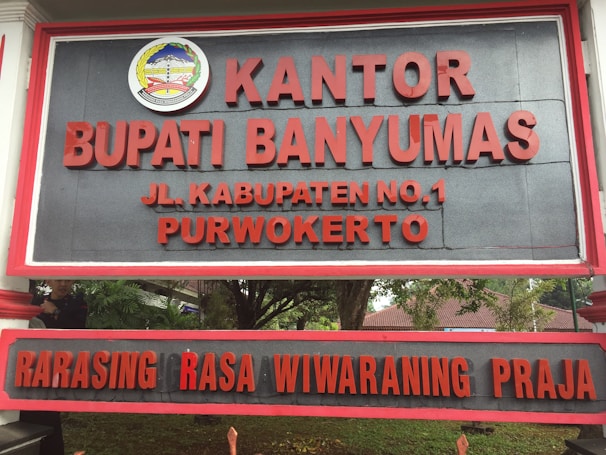 KANTOR
BUPATI BANYUMAS
JL. KABUPATEN NO.1
PURWOKERTO
RARASING RASA WIWARANING PRAJA